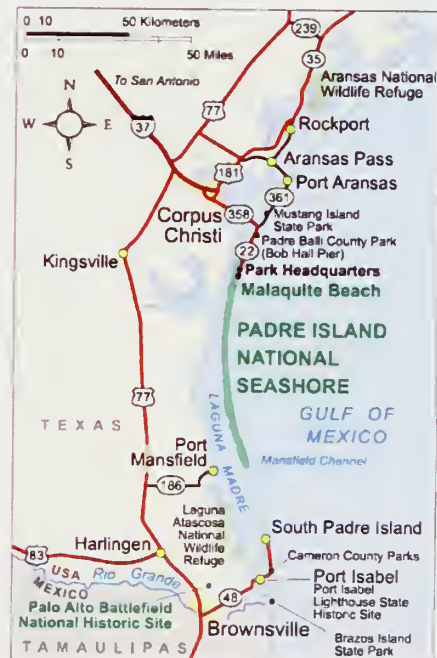 0 10 50 Kilometers
0 10 50 Miles
To San Antonio
N
W E
S
239
35
77
37
Aransas National
Wildlife Refuge
Rockport
181
Aransas Pass
Port Aransas
361
Corpus
Christi
358
Mustang Island
State Park
Padre Balli County Park
(Bob Hall Pier)
22
Kingsville
Park Headquarters
Malaquite Beach
PADRE ISLAND
NATIONAL
SEASHORE
77
GULF OF
MEXICO
TEXAS
LAGUNA MADRE
Port
Mansfield
Mansfield Channel
186
Laguna
Atascosa
National
Wildlife
Refuge
South Padre Island
83
Harlingen
Cameron County Parks
USA
MEXICO
Rio Grande
Port Isabel
Port Isabel
Lighthouse State
Historic Site
48
Palo Alto Battlefield
National Historic Site
Brownsville
Brazos Island
State Park
TAMAULIPAS